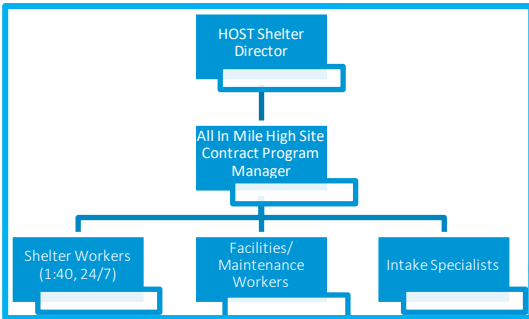 HOST Shelter
Director
All In Mile High Site
Contract Program
Manager
Shelter Workers
(1:40, 24/7)
Facilities/
Maintenance
Workers
Intake Specialists